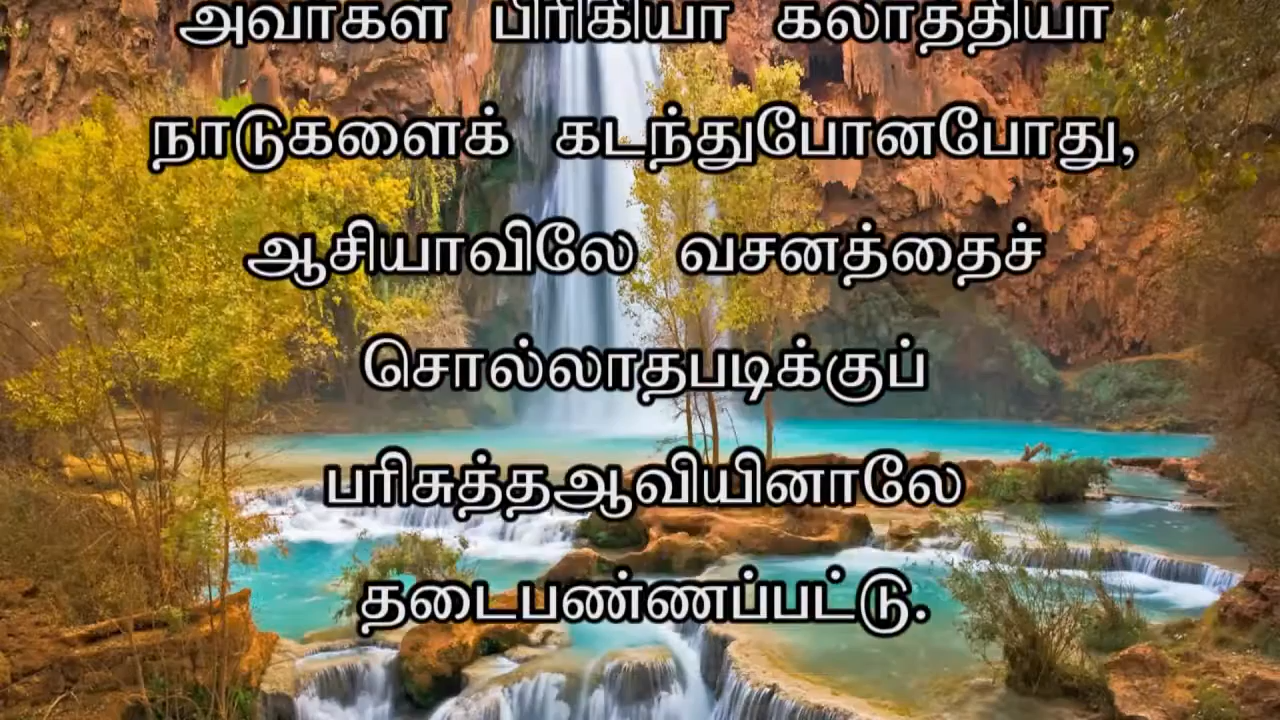 அவர்கள் பிரிகியா கலாத்தியா
நாடுகளைக் கடந்துபோனபோது,
ஆசியாவிலே வசனத்தைச்
சொல்லாதபடிக்குப்
பரிசுத்தஆவியினாலே
தடைபண்ணப்பட்டு.